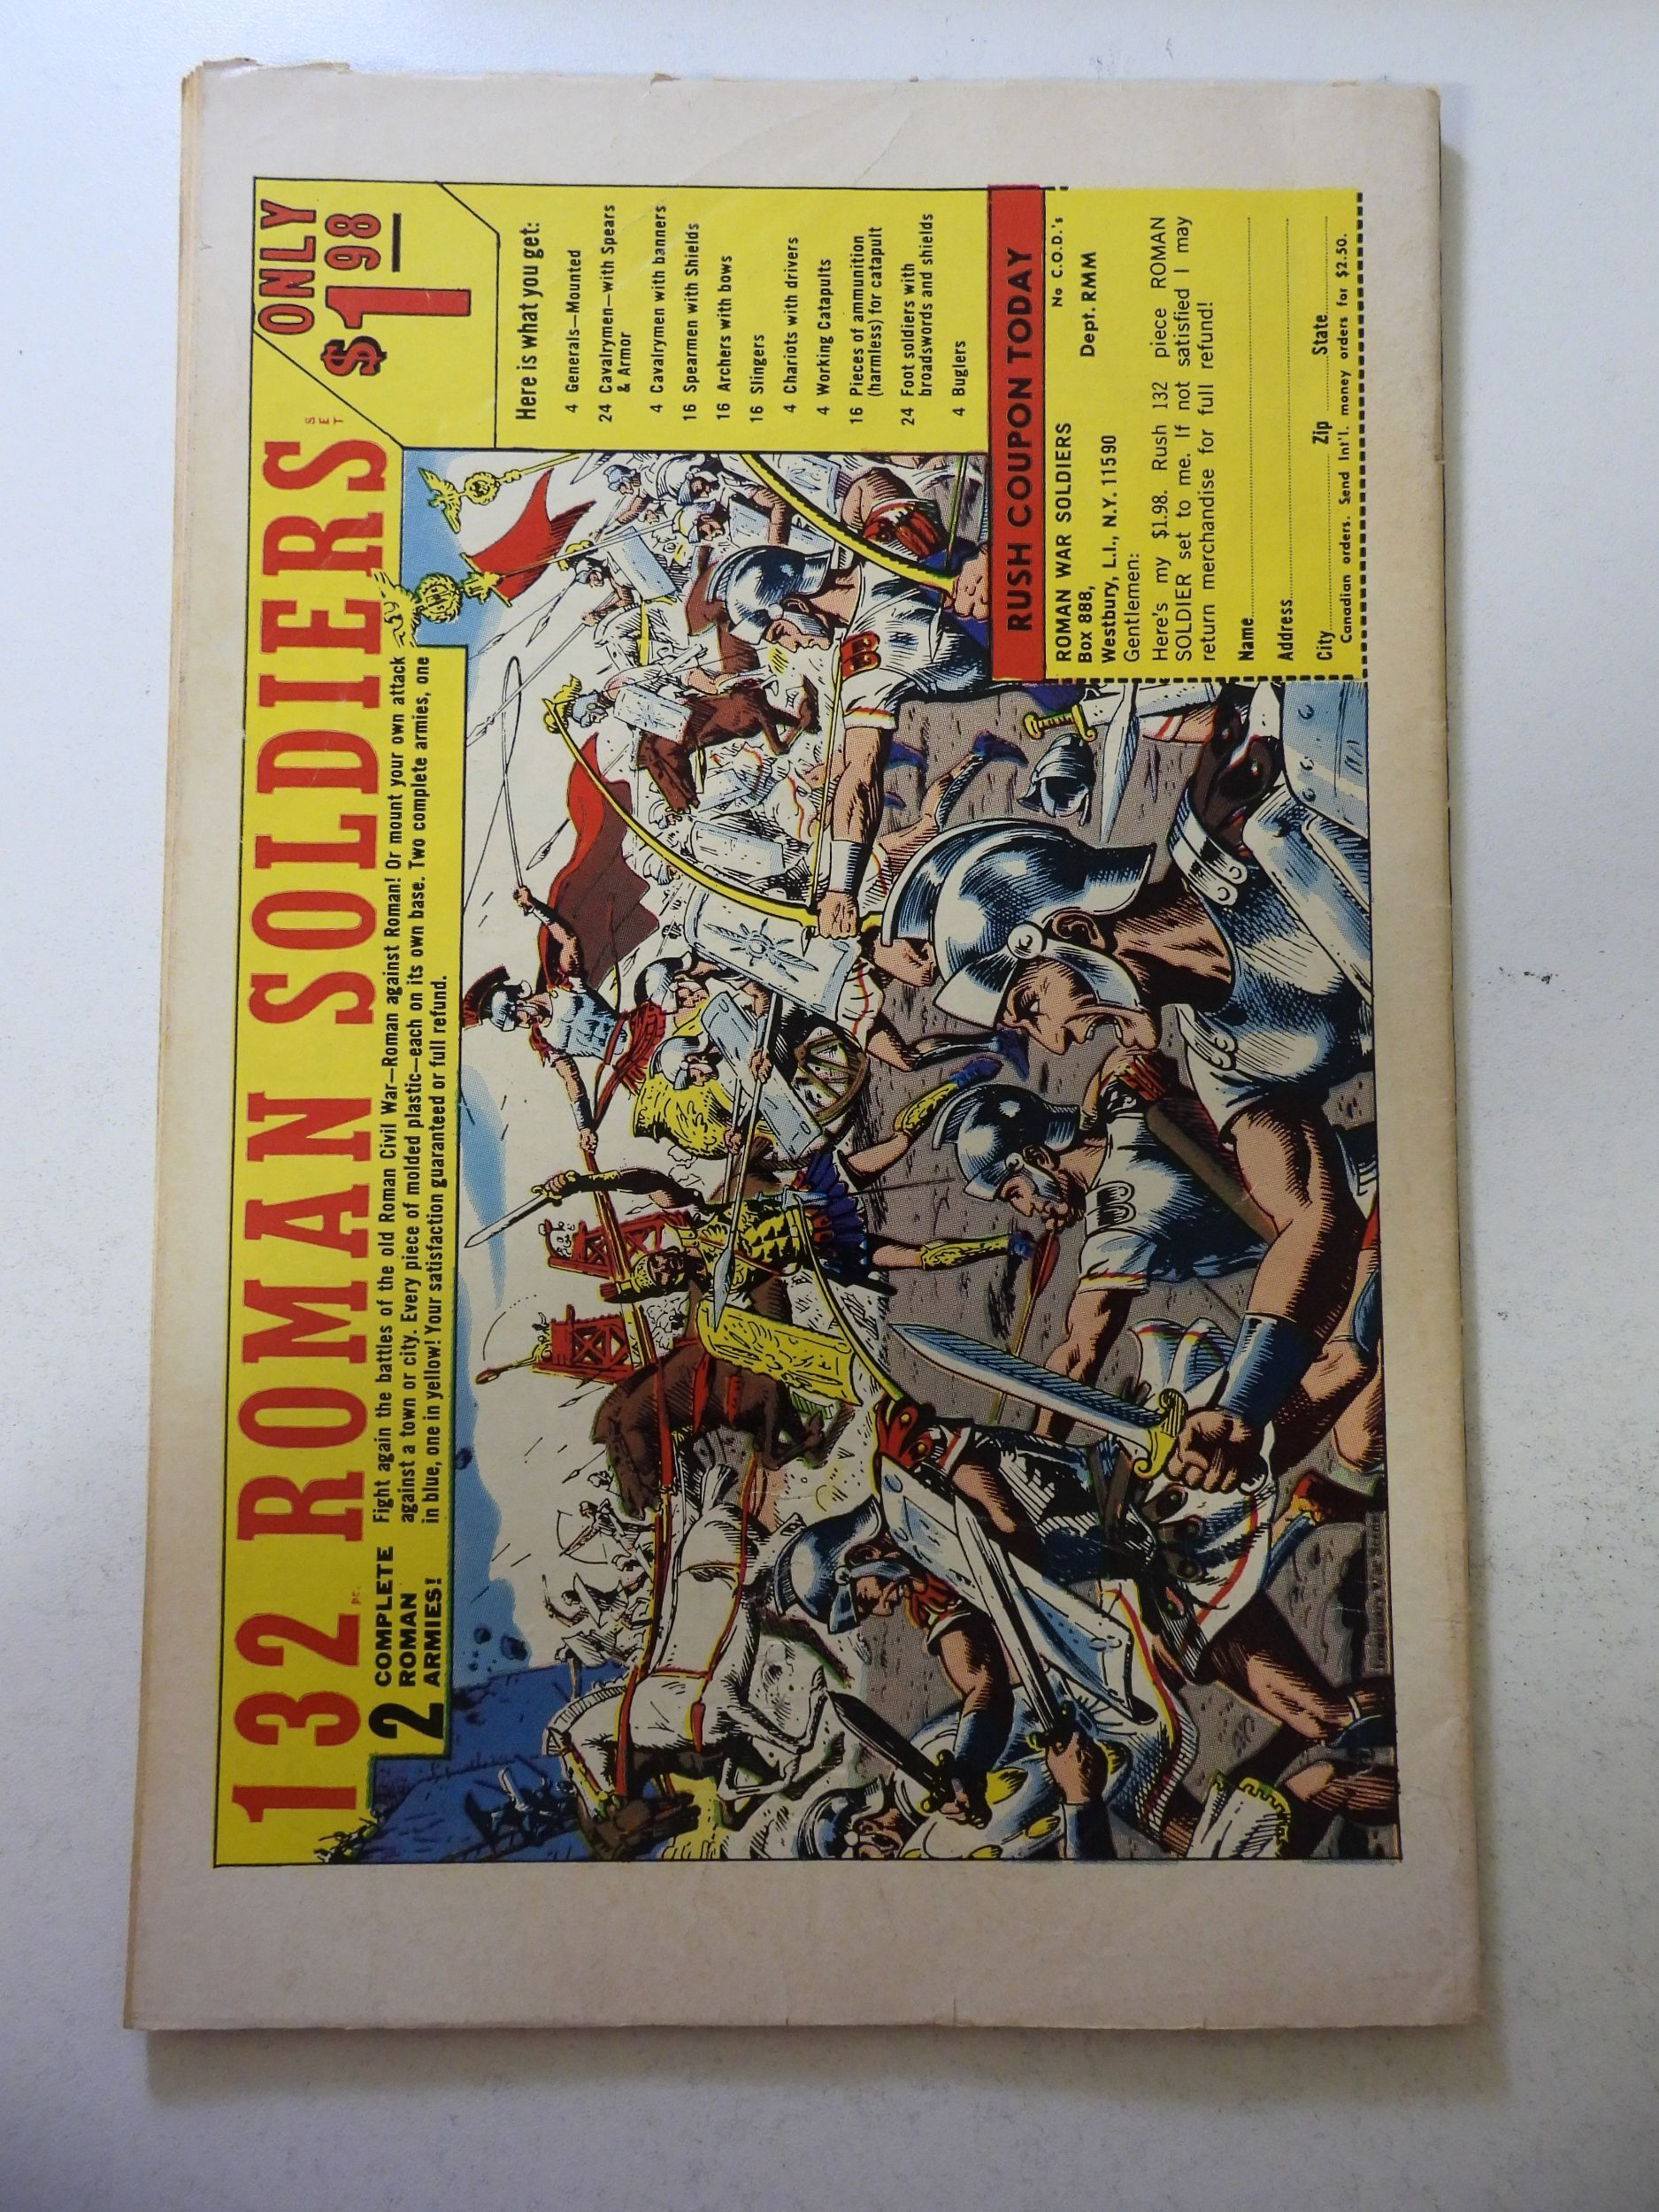 132 PC. ROMAN SOLDIERS SET
ONLY
$1 98
2 COMPLETE
ROMAN
ARMIES!
Fight again the battles of the old Roman Civil War—Roman against Roman! Or mount your own attack
against a town or city. Every piece of molded plastic—each on its own base. Two complete armies, one
in blue, one in yellow! Your satisfaction guaranteed or full refund.
Here is what you get:
4 Generals—Mounted
24 Cavalrymen—with Spears
& Armor
4 Cavalrymen with banners
16 Spearmen with Shields
16 Archers with bows
16 Slingers
4 Chariots with drivers
4 Working Catapults
16 Pieces of ammunition
(harmless) for catapult
24 Foot soldiers with
broadswords and shields
4 Buglers
RUSH COUPON TODAY
ROMAN WAR SOLDIERS No C.O.D.'s
Box 888, Dept. RMM
Westbury, L.I., N.Y. 11590
Gentlemen:
Here's my $1.98. Rush 132 piece ROMAN
SOLDIER set to me. If not satisfied I may
return merchandise for full refund!
Name
Address
City Zip State
Canadian orders. Send Int'l. money orders for $2.50.